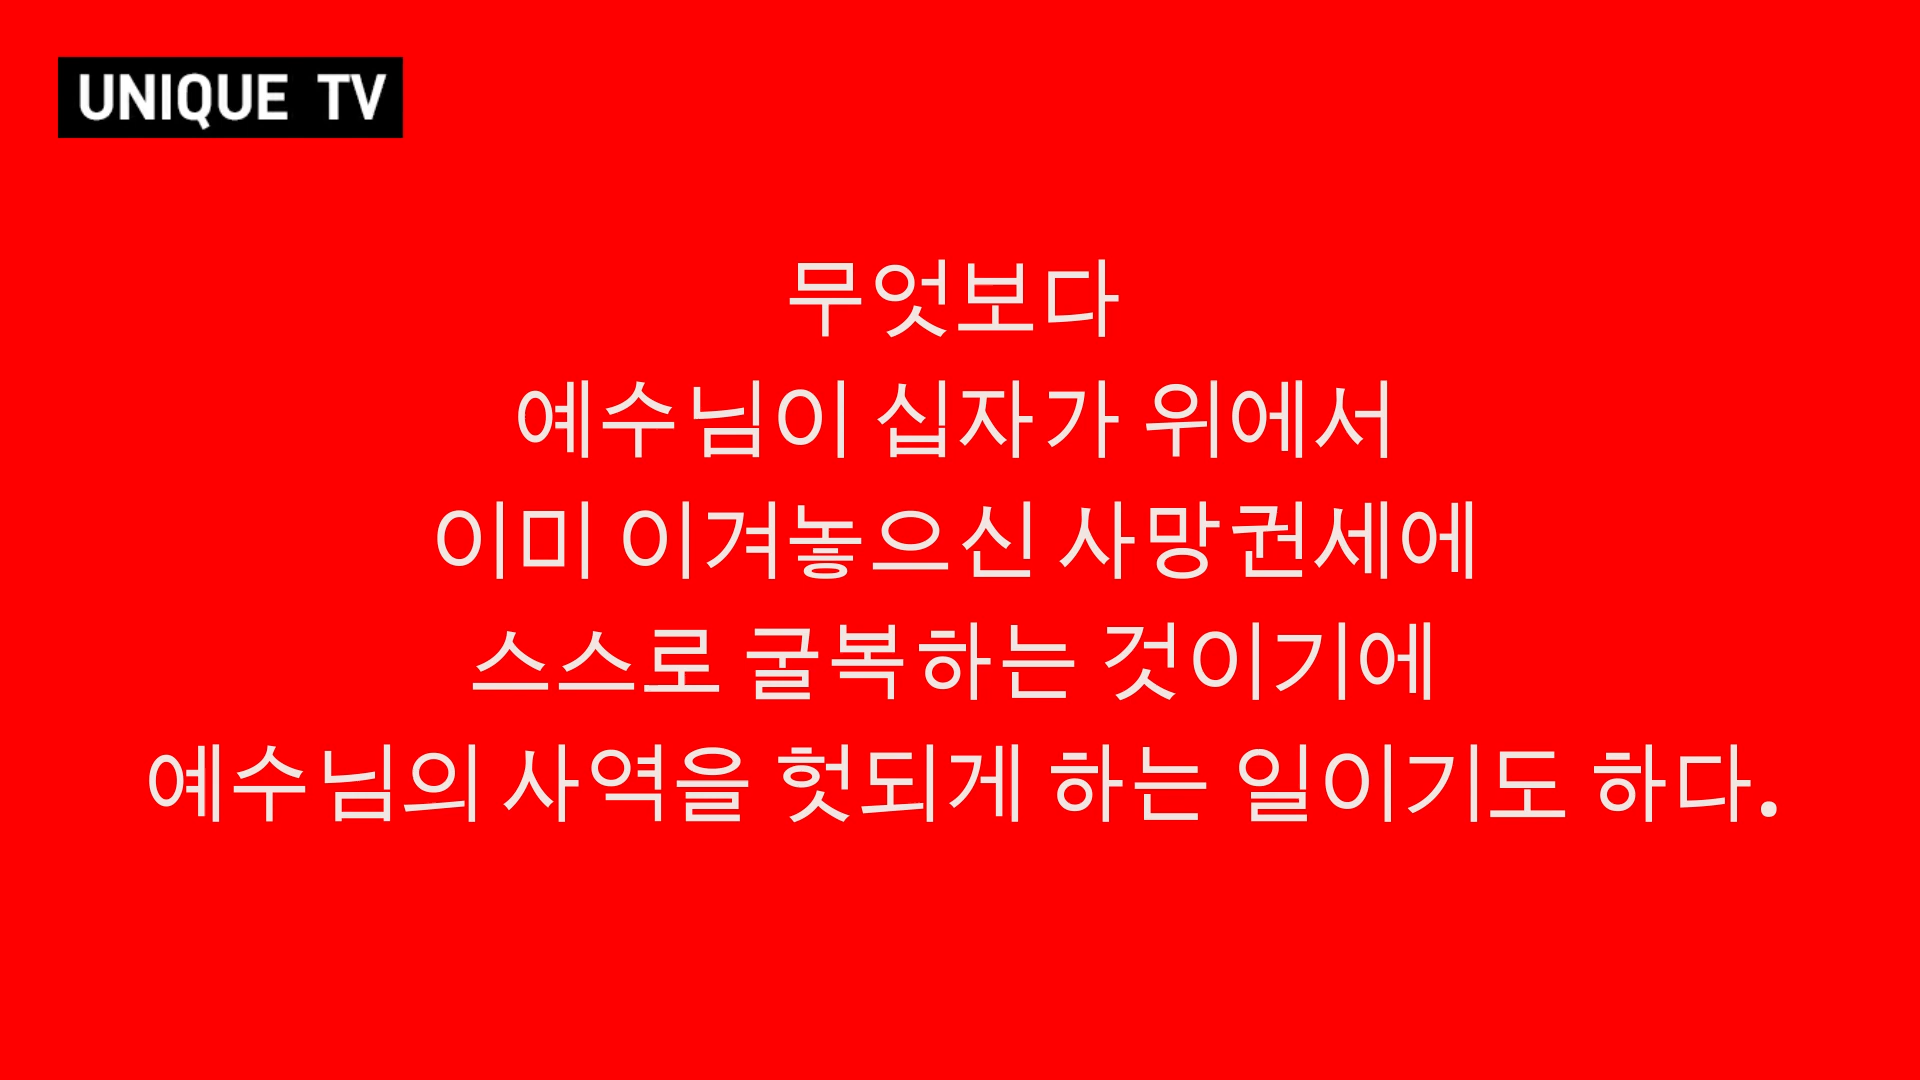 UNIQUE TV
무엇보다
예수님이 십자가 위에서
이미 이겨놓으신 사망권세에
스스로 굴복하는 것이기에
예수님의 사역을 헛되게 하는 일이기도 하다.